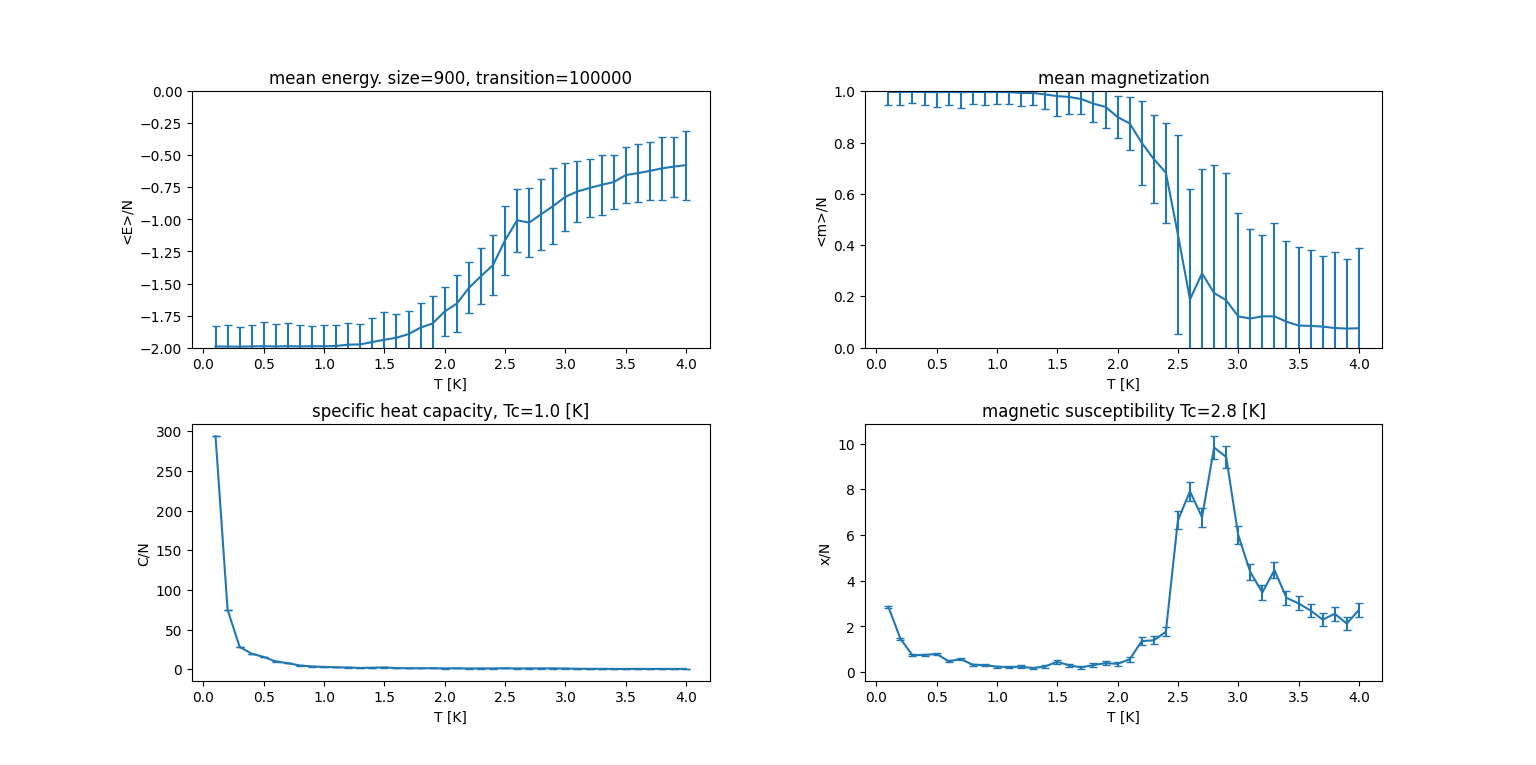 mean energy. size=900, transition=100000
0.00
−0.25
−0.50
−0.75
−1.00
−1.25
−1.50
−1.75
−2.00
<E>/N
0.0 0.5 1.0 1.5 2.0 2.5 3.0 3.5 4.0
T [K]
mean magnetization
1.0
0.8
0.6
0.4
0.2
0.0
<m>/N
0.0 0.5 1.0 1.5 2.0 2.5 3.0 3.5 4.0
T [K]
specific heat capacity, Tc=1.0 [K]
300
250
200
150
100
50
0
C/N
0.0 0.5 1.0 1.5 2.0 2.5 3.0 3.5 4.0
T [K]
magnetic susceptibility Tc=2.8 [K]
10
8
6
4
2
0
x/N
0.0 0.5 1.0 1.5 2.0 2.5 3.0 3.5 4.0
T [K]